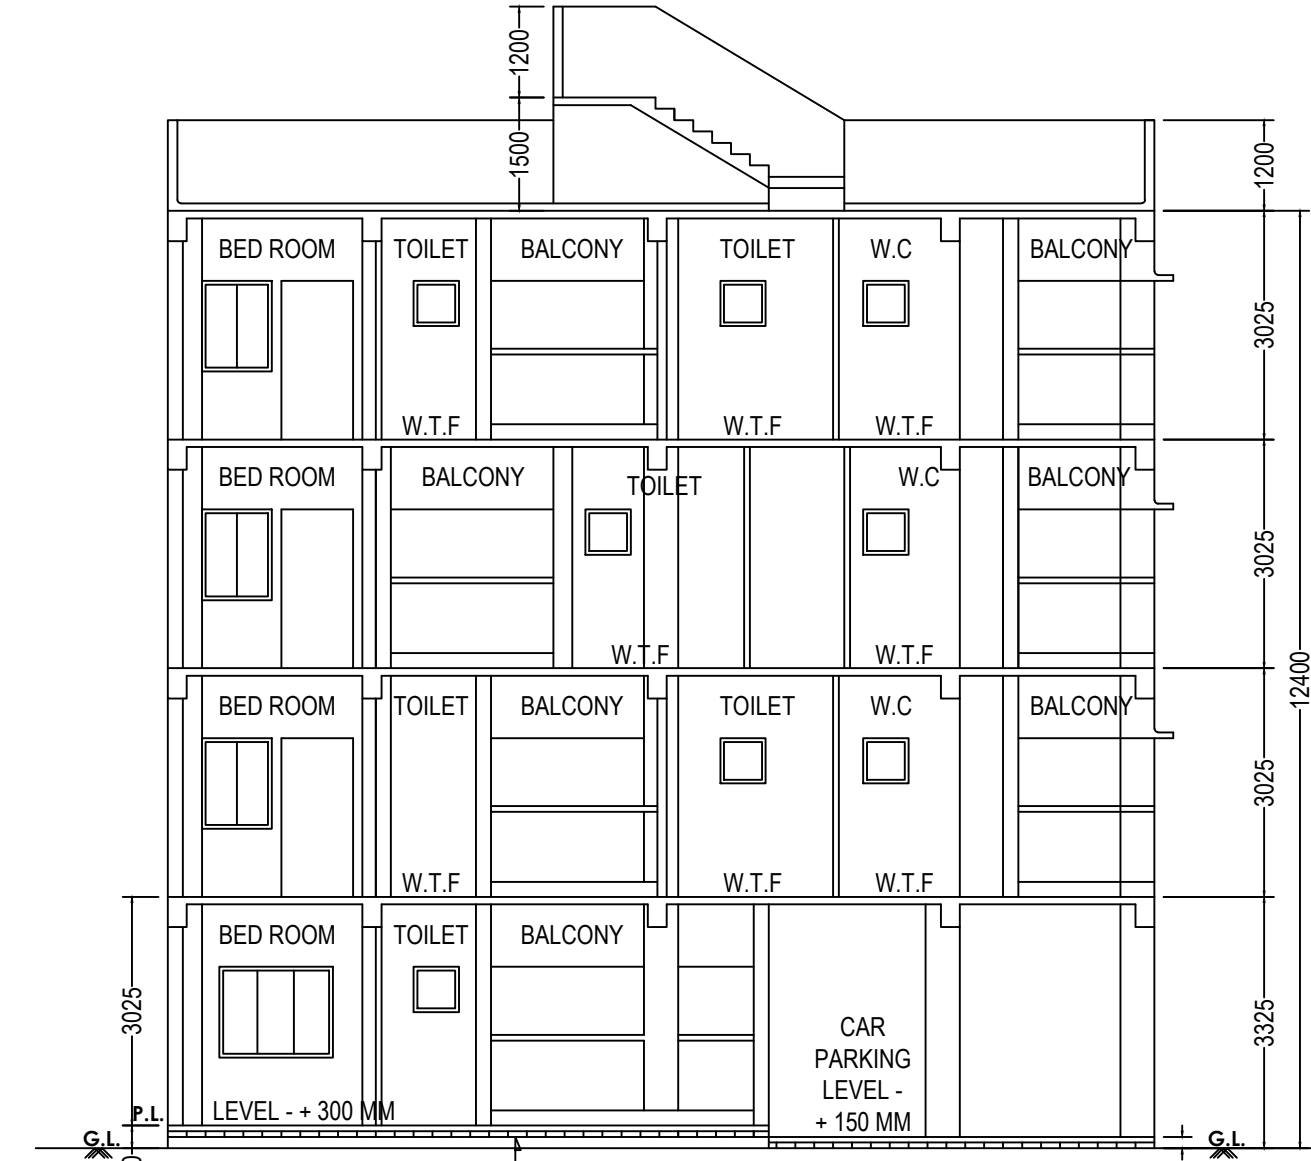 1200
1500
1200
BED ROOM TOILET BALCONY TOILET W.C BALCONY
3025
W.T.F W.T.F W.T.F
BED ROOM BALCONY TOILET W.C BALCONY
3025
W.T.F W.T.F
12400
BED ROOM TOILET BALCONY TOILET W.C BALCONY
3025
W.T.F W.T.F W.T.F
BED ROOM TOILET BALCONY
3025
3325
CAR
PARKING
LEVEL -
+ 150 MM
P.L. LEVEL - + 300 MM
G.L. G.L.